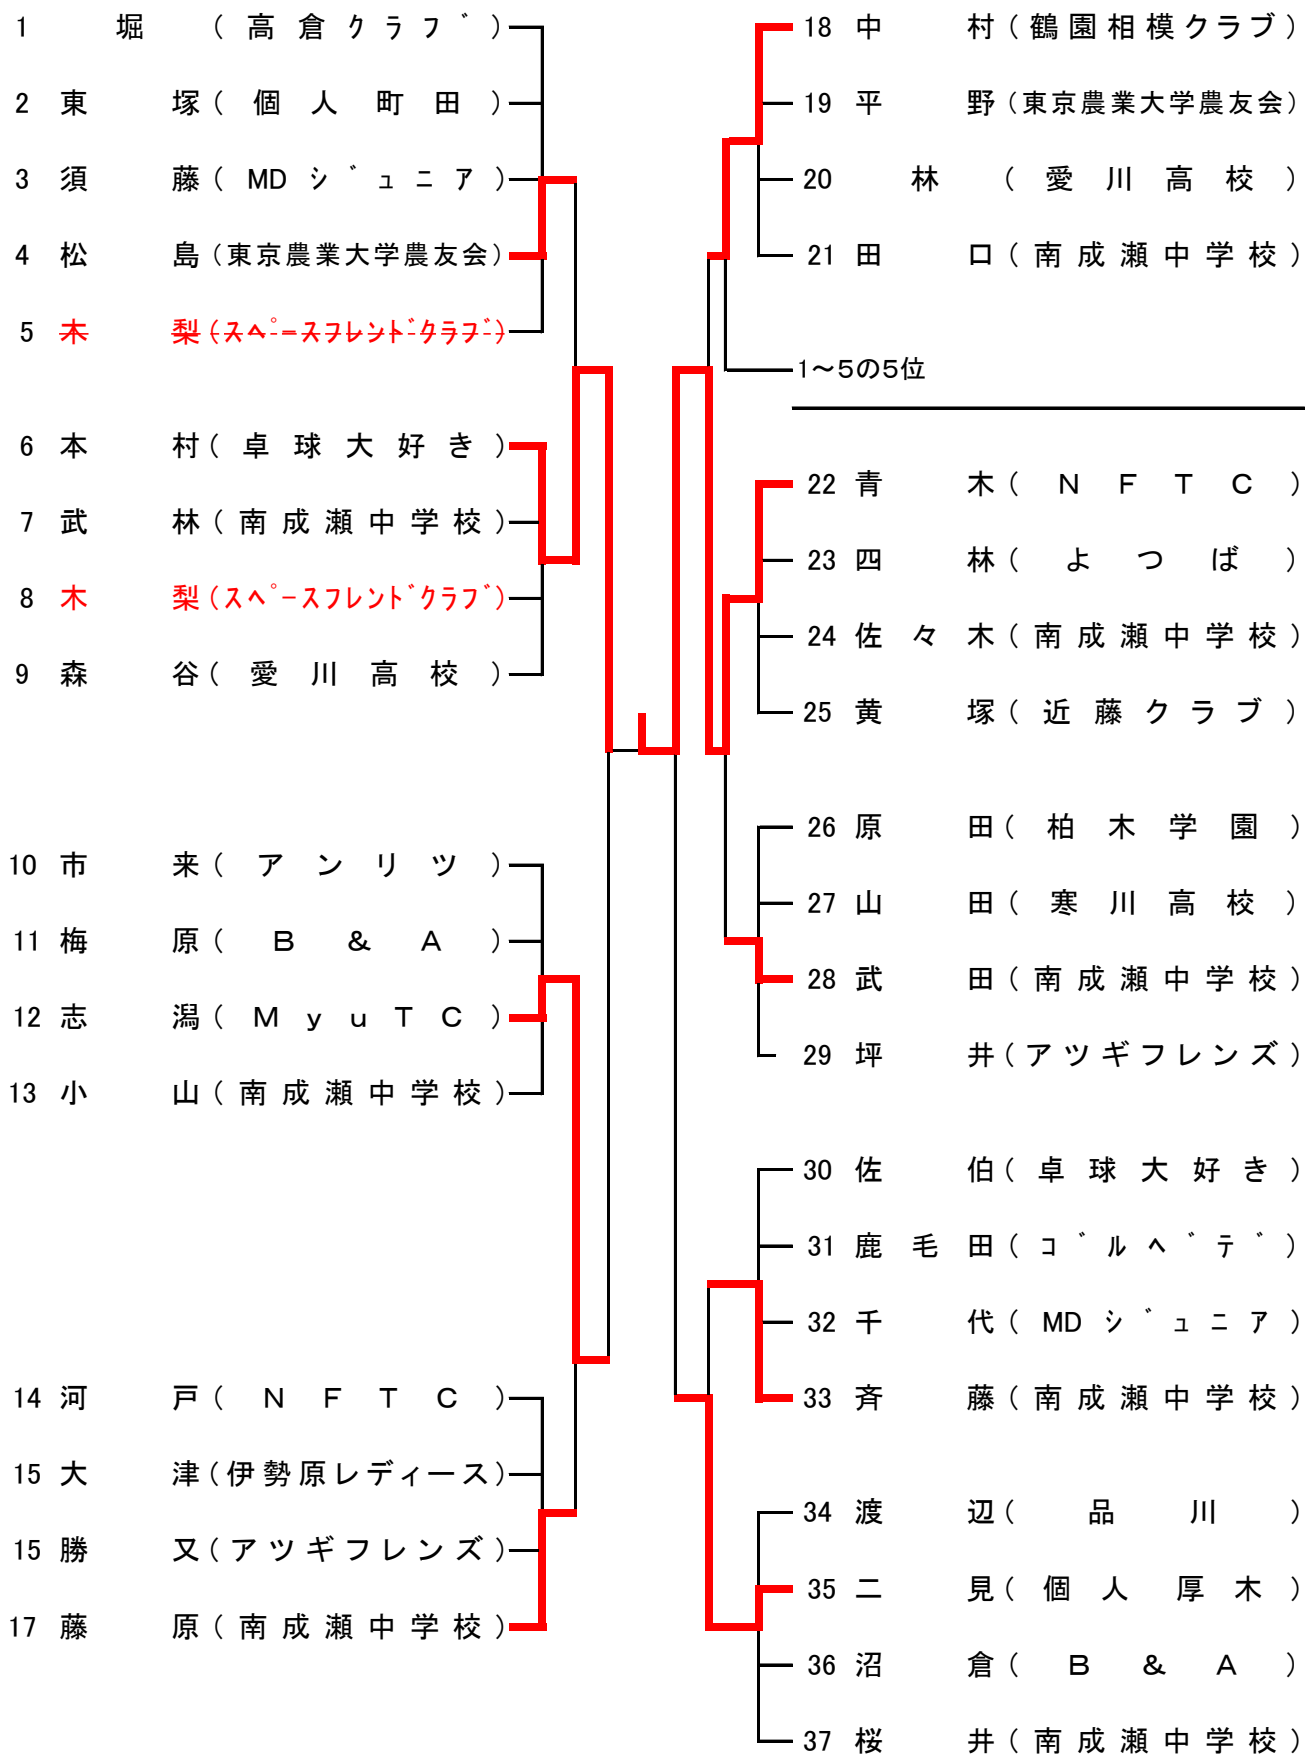 1 堀 (高倉クラブ)
2 東塚(個人町田)
3 須藤(MDジュニア)
4 松島(東京農業大学農友会)
5 木梨(スペースフレンドクラブ)
6 本村(卓球大好き)
7 武林(南成瀬中学校)
8 木梨(スペースフレンドクラブ)
9 森谷(愛川高校)
10 市来(アンリツ)
11 梅原(B&A)
12 志潟(MyuTC)
13 小山(南成瀬中学校)
14 河戸(NFTC)
15 大津(伊勢原レディース)
15 勝又(アツギフレンズ)
17 藤原(南成瀬中学校)
18 中村(鶴園相模クラブ)
19 平野(東京農業大学農友会)
20 林(愛川高校)
21 田口(南成瀬中学校)
1~5の5位
22 青木(NFTC)
23 四林(よつば)
24 佐々木(南成瀬中学校)
25 黄塚(近藤クラブ)
26 原田(柏木学園)
27 山田(寒川高校)
28 武田(南成瀬中学校)
29 坪井(アツギフレンズ)
30 佐伯(卓球大好き)
31 鹿毛田(ゴルベデ)
32 千代(MDジュニア)
33 斉藤(南成瀬中学校)
34 渡辺(品川)
35 二見(個人厚木)
36 沼倉(B&A)
37 桜井(南成瀬中学校)